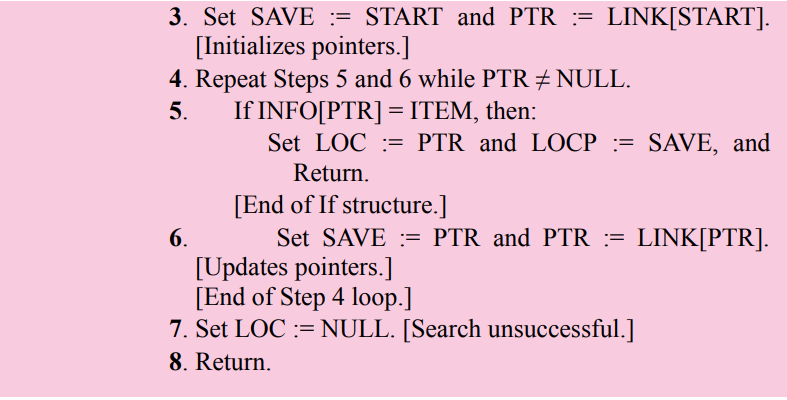 3. Set SAVE := START and PTR := LINK[START].
[Initializes pointers.]
4. Repeat Steps 5 and 6 while PTR ≠ NULL.
5. If INFO[PTR] = ITEM, then:
Set LOC := PTR and LOCP := SAVE, and
Return.
[End of If structure.]
6. Set SAVE := PTR and PTR := LINK[PTR].
[Updates pointers.]
[End of Step 4 loop.]
7. Set LOC := NULL. [Search unsuccessful.]
8. Return.